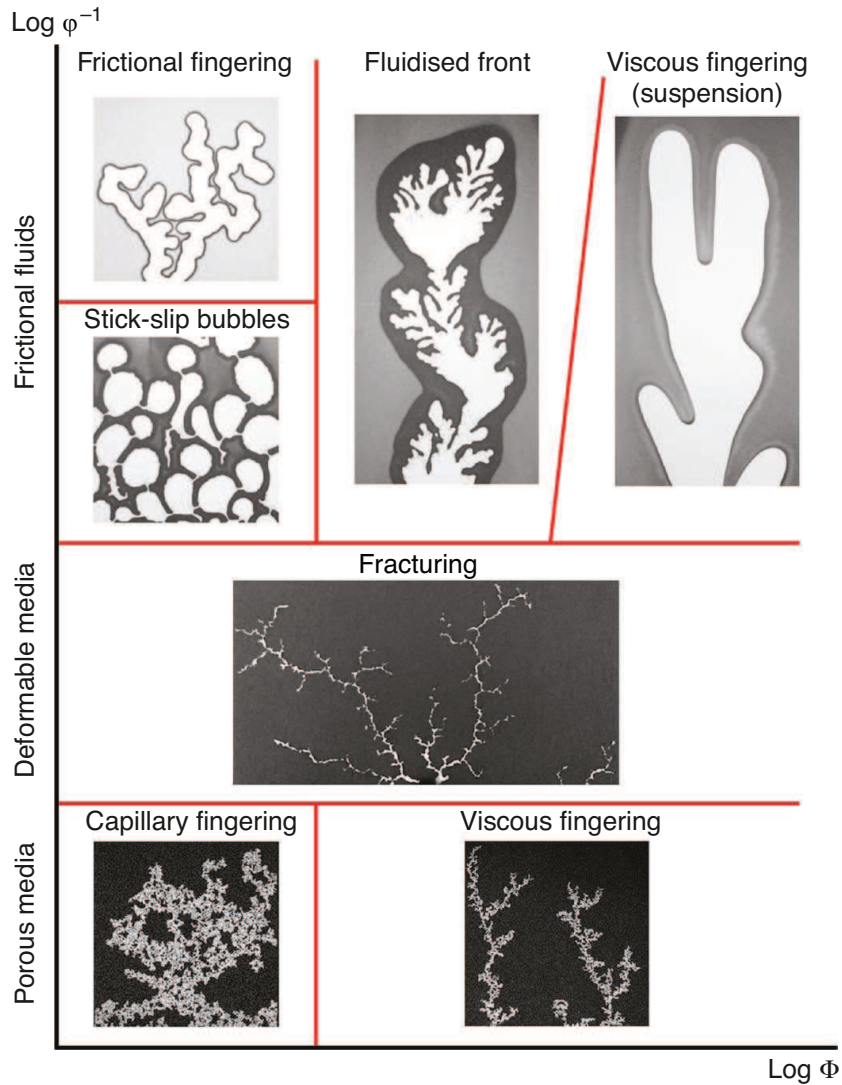 Log φ⁻¹
Frictional fingering
Fluidised front
Viscous fingering
(suspension)
Frictional fluids
Stick-slip bubbles
Deformable media
Fracturing
Porous media
Capillary fingering
Viscous fingering
Log Φ